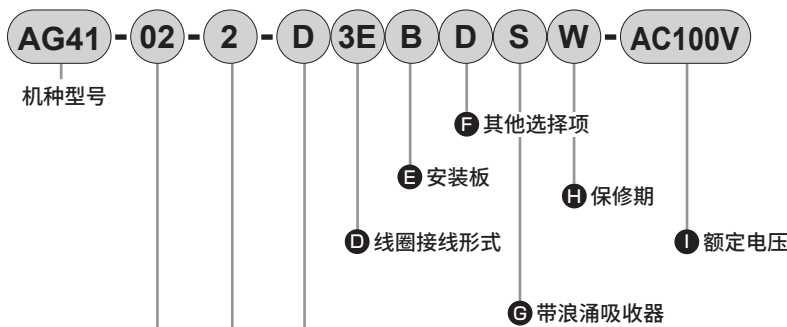 AG41-02-2-D3EBDSW-AC100V
机种型号
F 其他选择项
E 安装板
H 保修期
D 线圈接线形式
I 额定电压
G 带浪涌吸收器